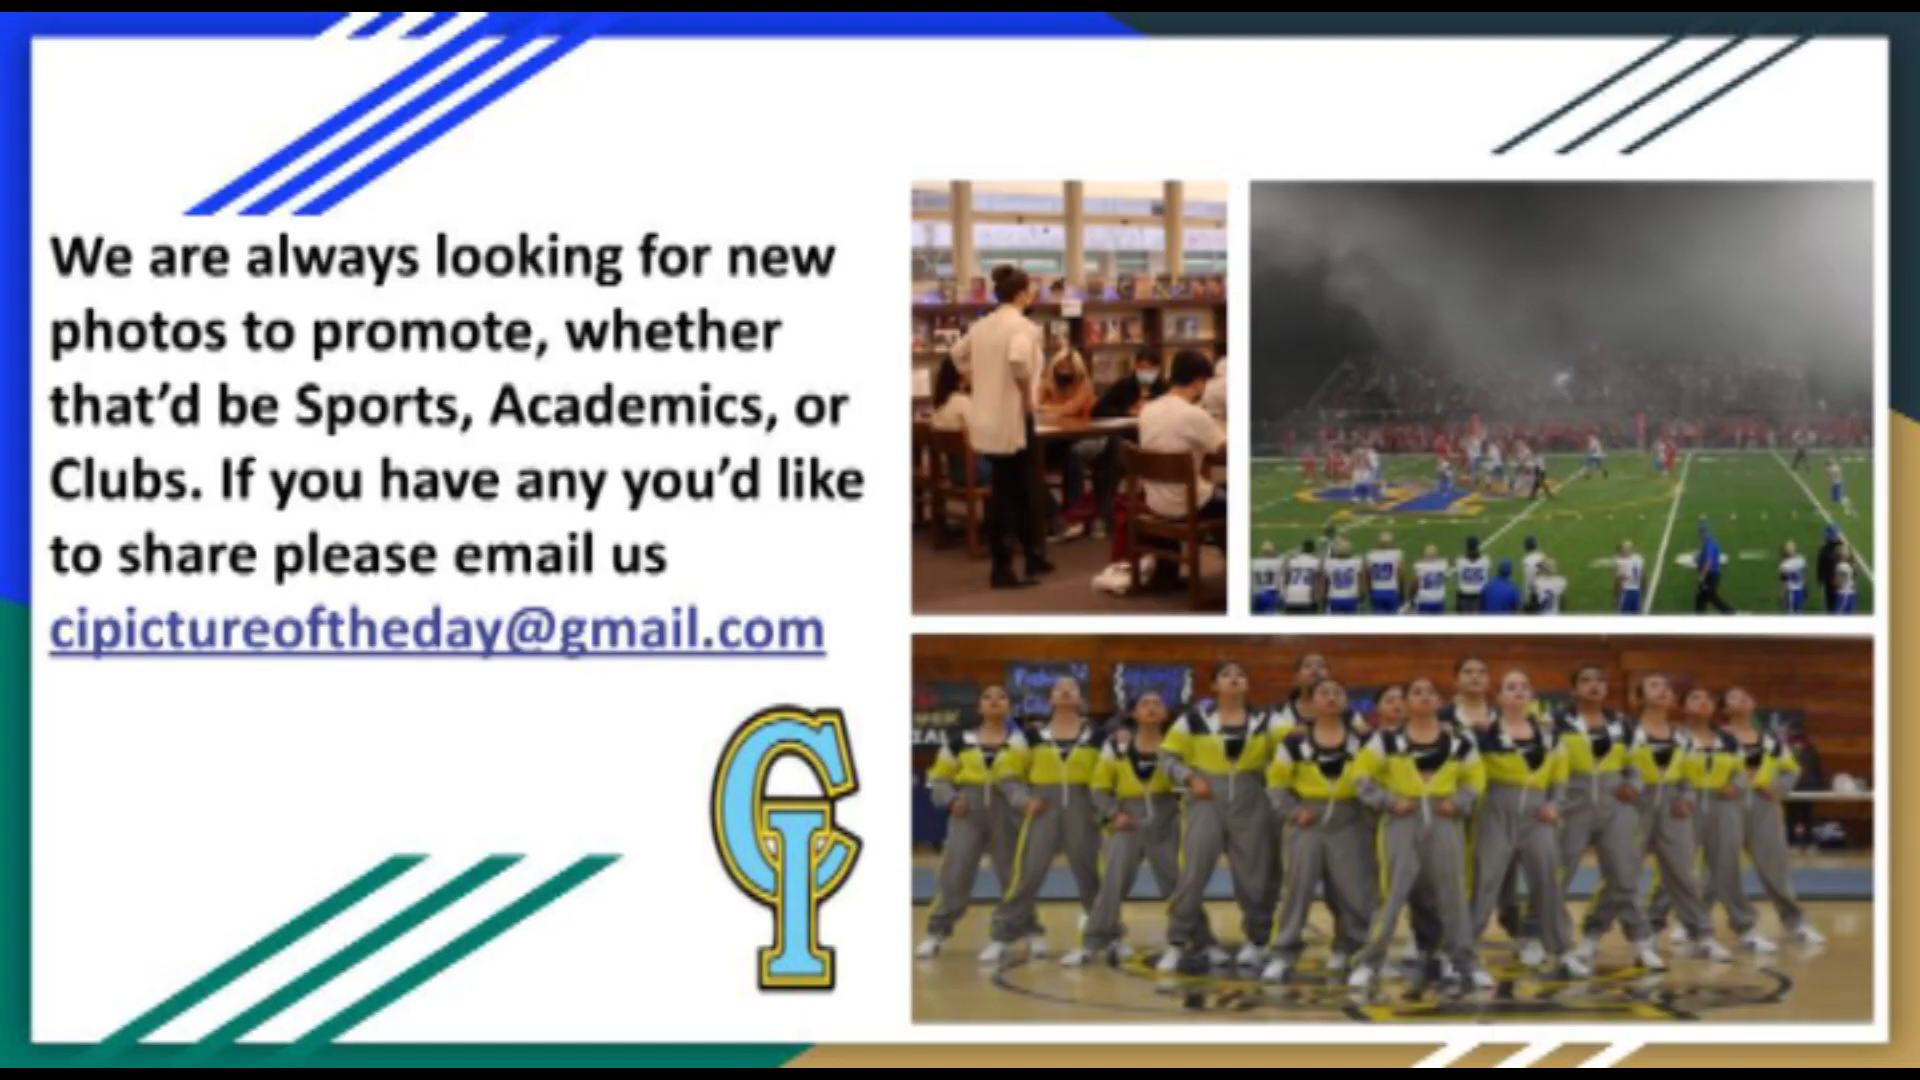 We are always looking for new
photos to promote, whether
that’d be Sports, Academics, or
Clubs. If you have any you’d like
to share please email us
cipictureoftheday@gmail.com
CI